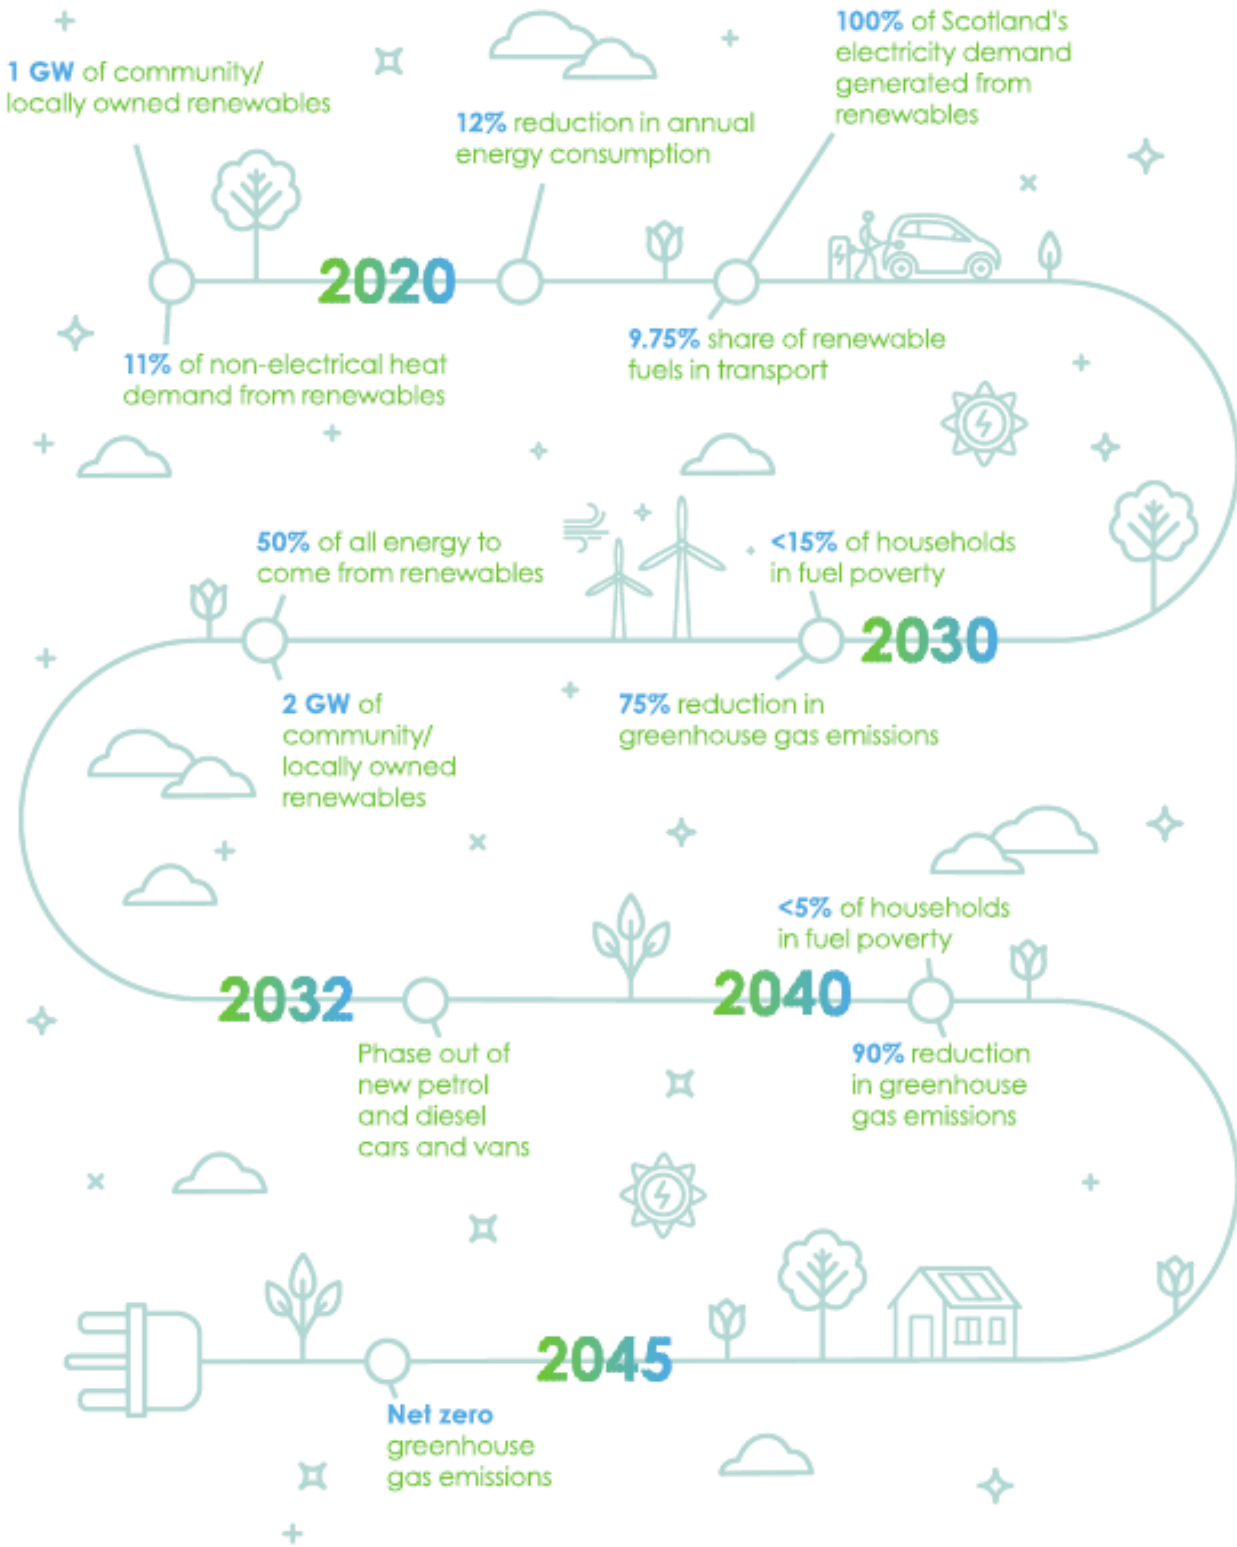 1 GW of community/
locally owned renewables
12% reduction in annual
energy consumption
100% of Scotland's
electricity demand
generated from
renewables
2020
11% of non-electrical heat
demand from renewables
9.75% share of renewable
fuels in transport
50% of all energy to
come from renewables
<15% of households
in fuel poverty
2030
2 GW of
community/
locally owned
renewables
75% reduction in
greenhouse gas emissions
<5% of households
in fuel poverty
2032
2040
Phase out of
new petrol
and diesel
cars and vans
90% reduction
in greenhouse
gas emissions
2045
Net zero
greenhouse
gas emissions